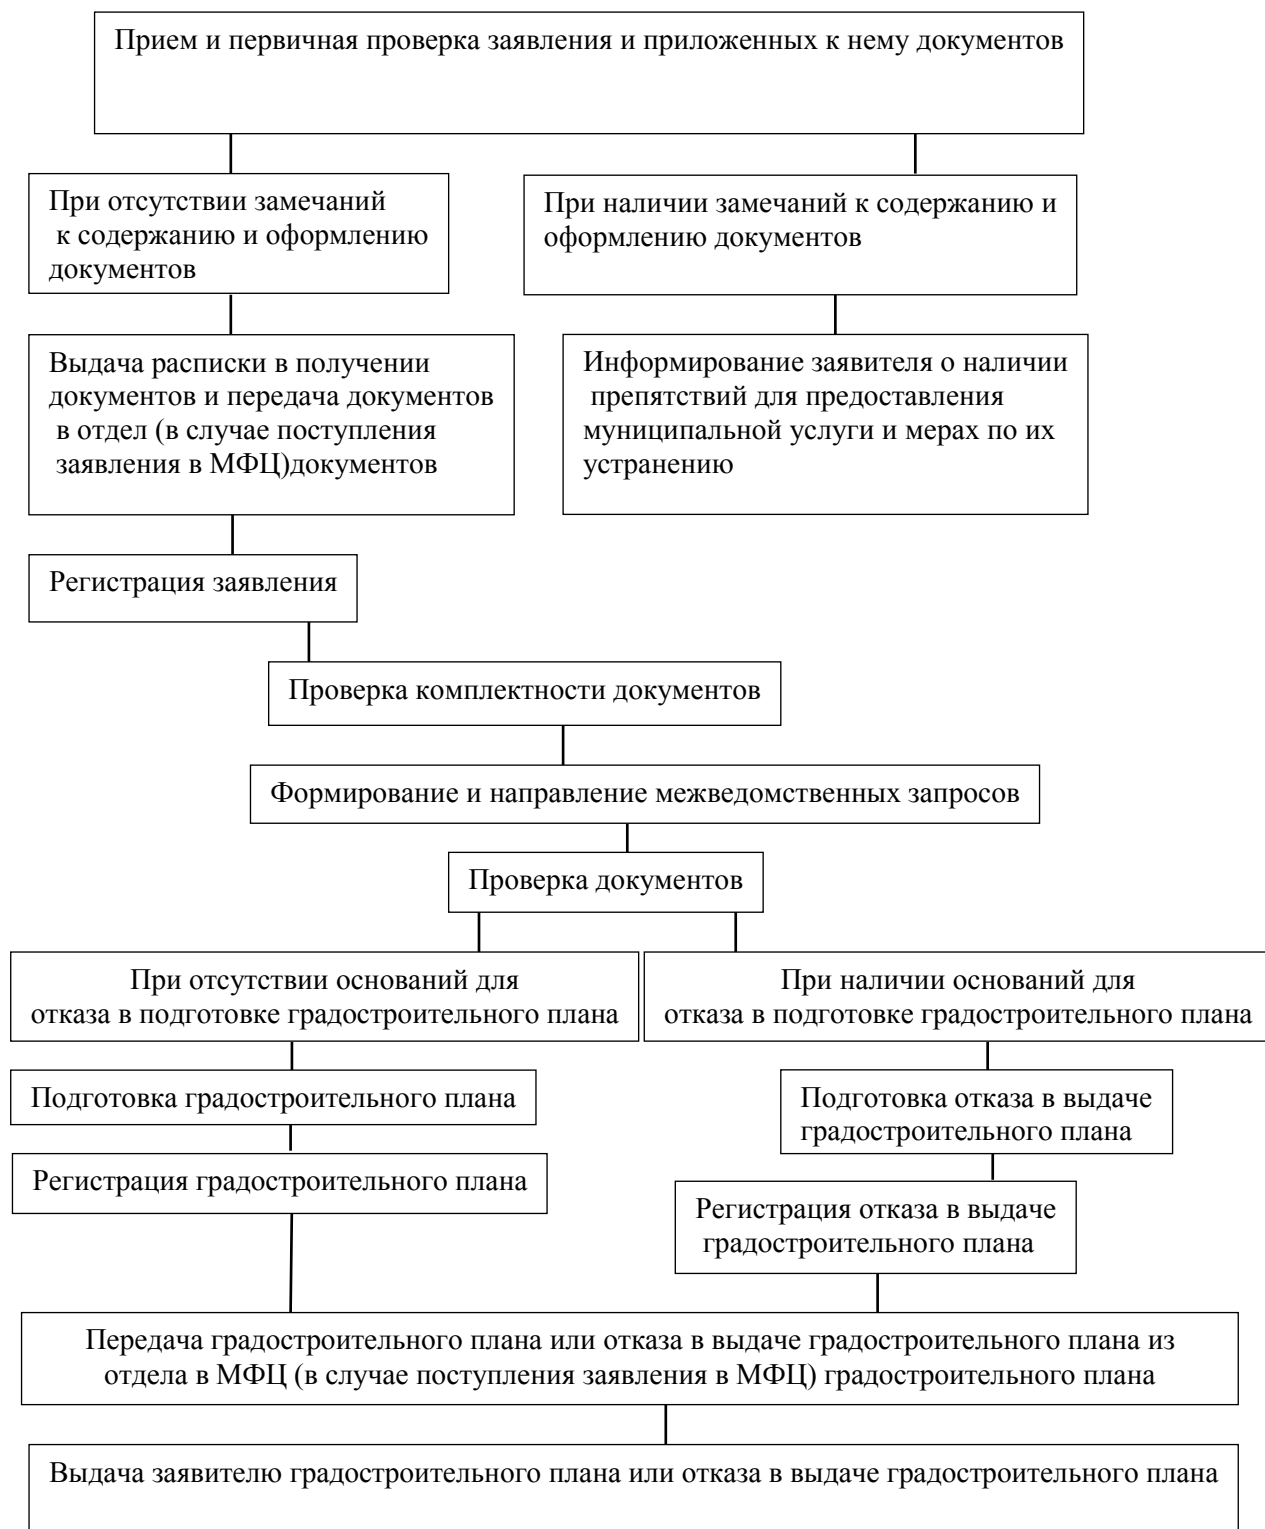 Прием и первичная проверка заявления и приложенных к нему документов
При отсутствии замечаний
к содержанию и оформлению
документов
При наличии замечаний к содержанию и
оформлению документов
Выдача расписки в получении
документов и передача документов
в отдел (в случае поступления
заявления в МФЦ)документов
Информирование заявителя о наличии
препятствий для предоставления
муниципальной услуги и мерах по их
устранению
Регистрация заявления
Проверка комплектности документов
Формирование и направление межведомственных запросов
Проверка документов
При отсутствии оснований для
отказа в подготовке градостроительного плана
При наличии оснований для
отказа в подготовке градостроительного плана
Подготовка градостроительного плана
Подготовка отказа в выдаче
градостроительного плана
Регистрация градостроительного плана
Регистрация отказа в выдаче
градостроительного плана
Передача градостроительного плана или отказа в выдаче градостроительного плана из
отдела в МФЦ (в случае поступления заявления в МФЦ) градостроительного плана
Выдача заявителю градостроительного плана или отказа в выдаче градостроительного плана